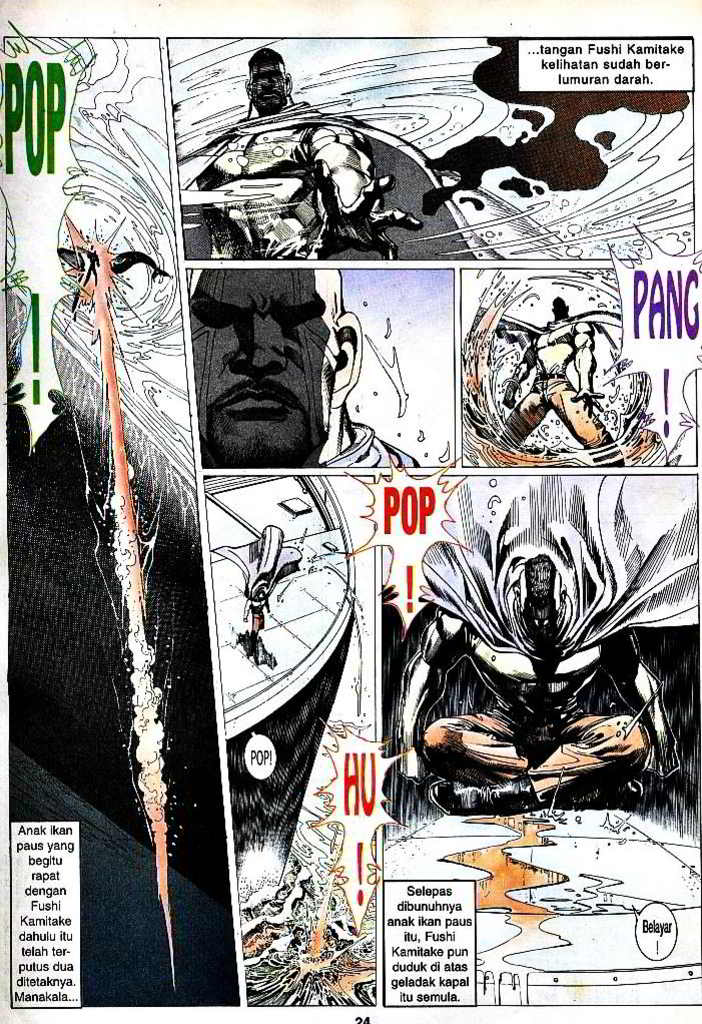 POP
!
Anak ikan
paus yang
begitu
rapat
dengan
Fushi
Kamitake
dahulu itu
telah ter-
putus dua
ditetaknya.
Manakala...
...tangan Fushi Kamitake
kelihatan sudah ber-
lumuran darah.
PANG
!
POP!
HU
!
POP
!
Selepas
dibunuhnya
anak ikan paus
itu, Fushi
Kamitake pun
duduk di atas
geladak kapal
itu semula.
Belayar
!
24